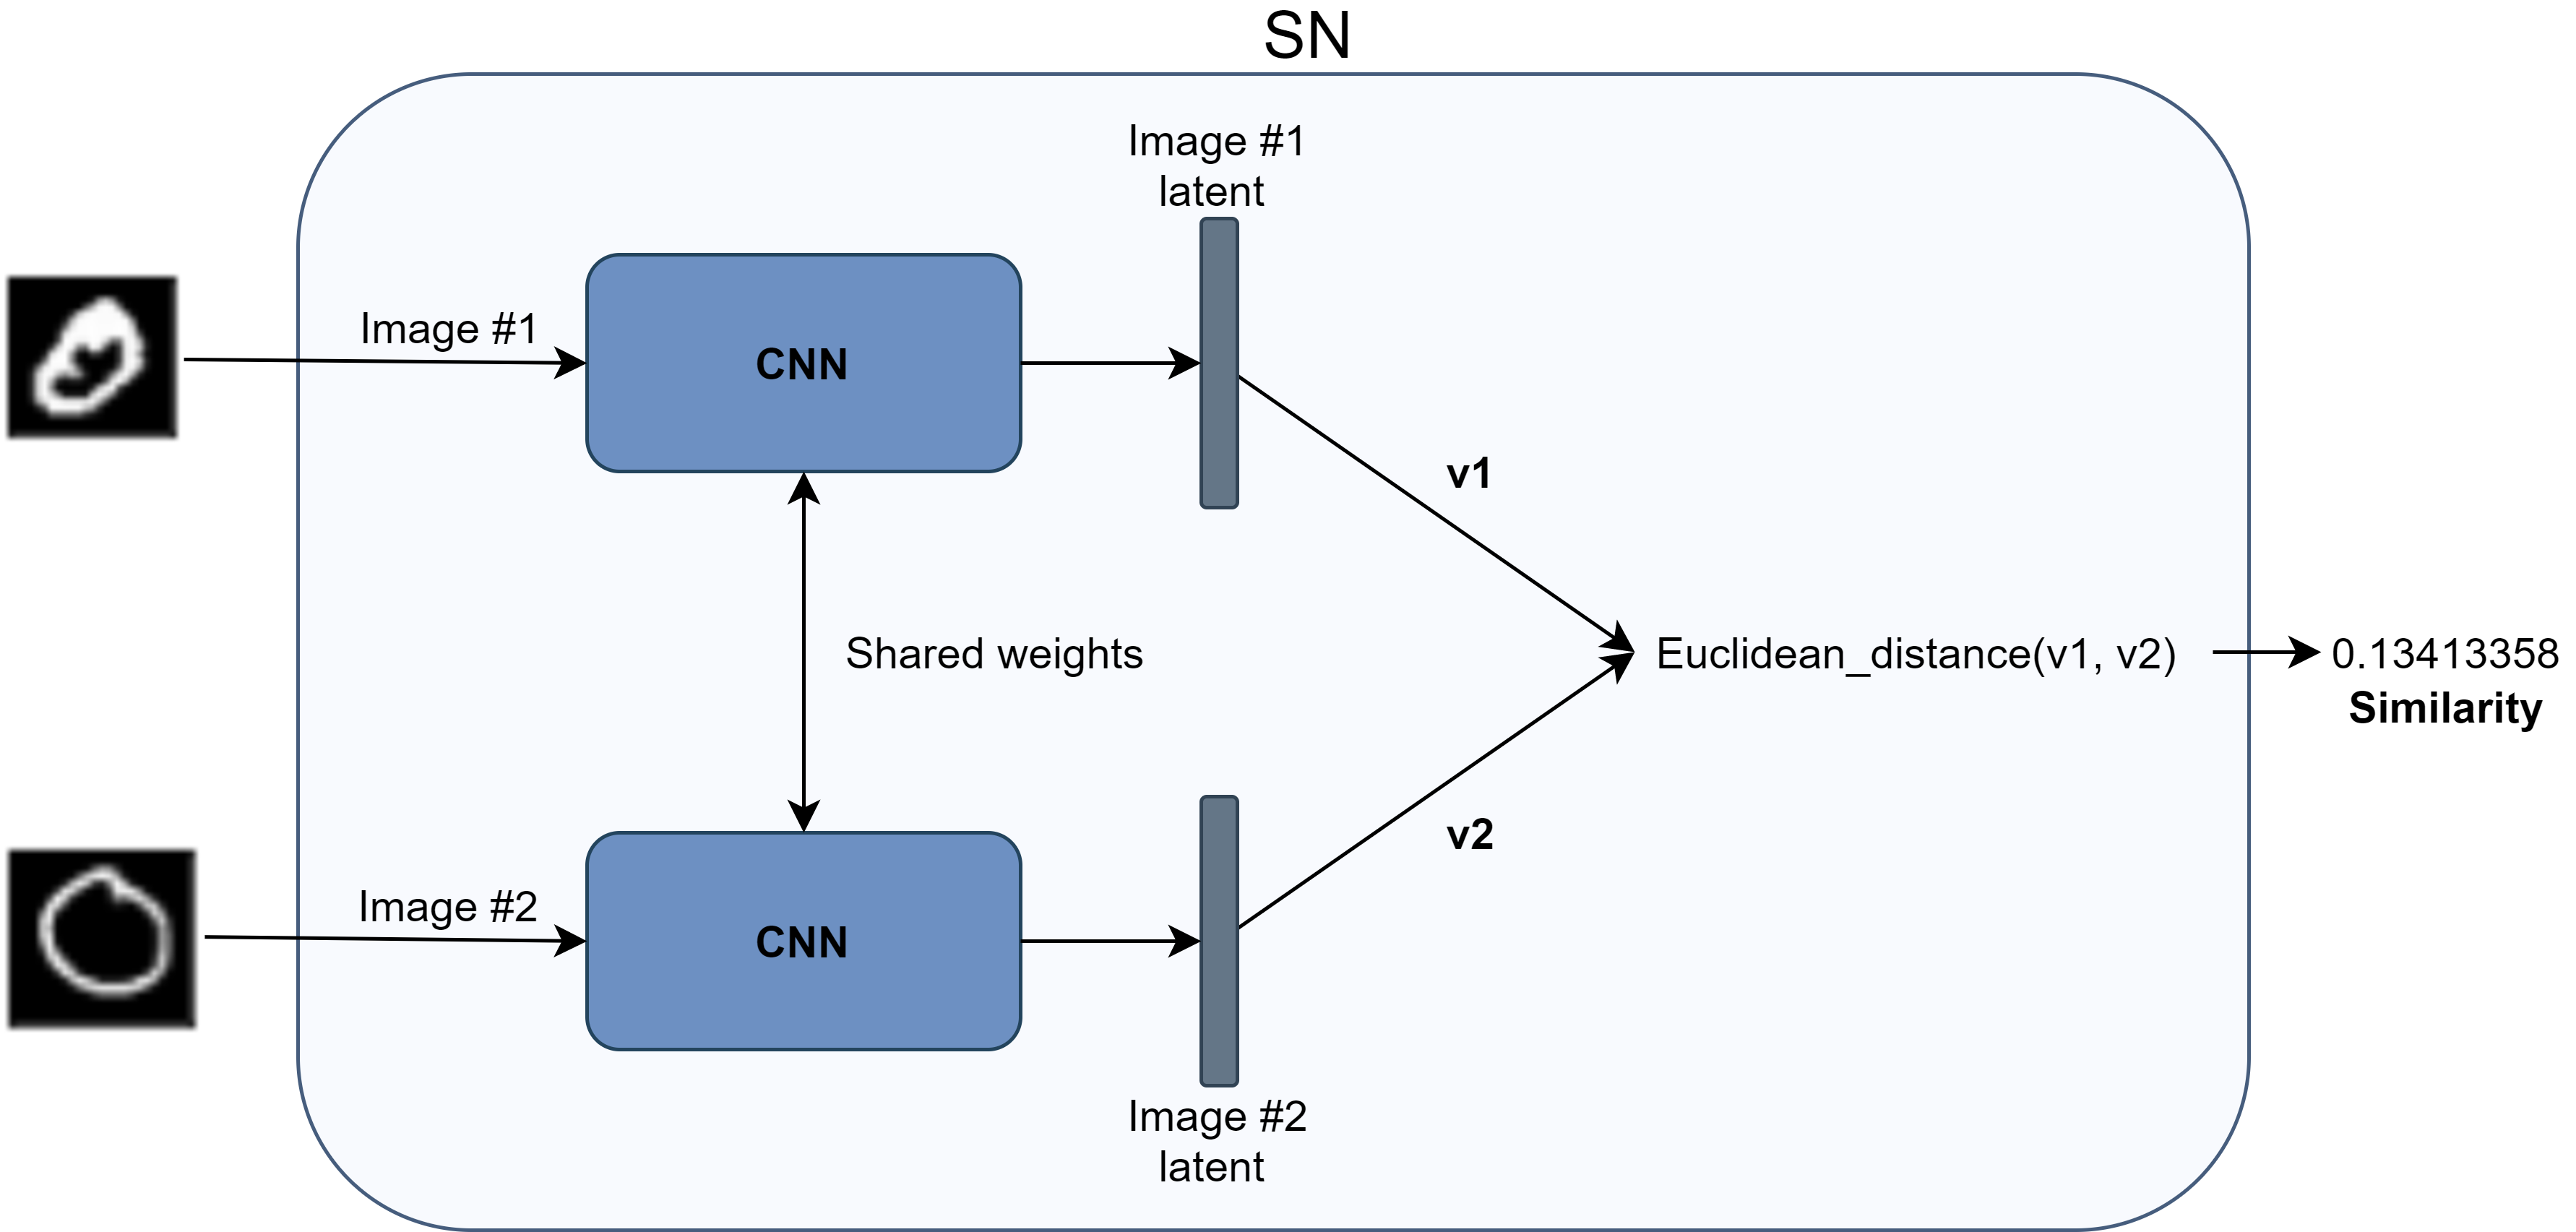 SN
Image #1
latent
Image #1
CNN
v1
Shared weights
Euclidean_distance(v1, v2)
0.13413358
Similarity
v2
Image #2
CNN
Image #2
latent